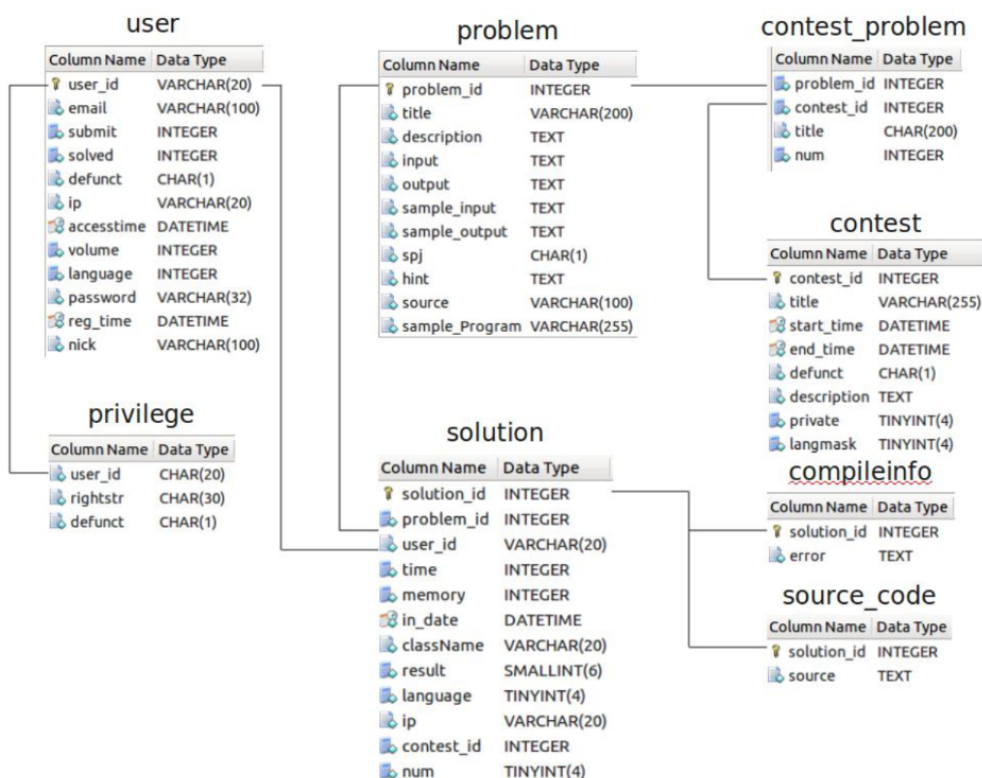 user
Column Name Data Type
user_id VARCHAR(20)
email VARCHAR(100)
submit INTEGER
solved INTEGER
defunct CHAR(1)
ip VARCHAR(20)
accesstime DATETIME
volume INTEGER
language INTEGER
password VARCHAR(32)
reg_time DATETIME
nick VARCHAR(100)
privilege
Column Name Data Type
user_id CHAR(20)
rightstr CHAR(30)
defunct CHAR(1)
problem
Column Name Data Type
problem_id INTEGER
title VARCHAR(200)
description TEXT
input TEXT
output TEXT
sample_input TEXT
sample_output TEXT
spj CHAR(1)
hint TEXT
source VARCHAR(100)
sample_Program VARCHAR(255)
solution
Column Name Data Type
solution_id INTEGER
problem_id INTEGER
user_id VARCHAR(20)
time INTEGER
memory INTEGER
in_date DATETIME
className VARCHAR(20)
result SMALLINT(6)
language TINYINT(4)
ip VARCHAR(20)
contest_id INTEGER
num TINYINT(4)
contest_problem
Column Name Data Type
problem_id INTEGER
contest_id INTEGER
title CHAR(200)
num INTEGER
contest
Column Name Data Type
contest_id INTEGER
title VARCHAR(255)
start_time DATETIME
end_time DATETIME
defunct CHAR(1)
description TEXT
private TINYINT(4)
langmask TINYINT(4)
compileinfo
Column Name Data Type
solution_id INTEGER
error TEXT
source_code
Column Name Data Type
solution_id INTEGER
source TEXT